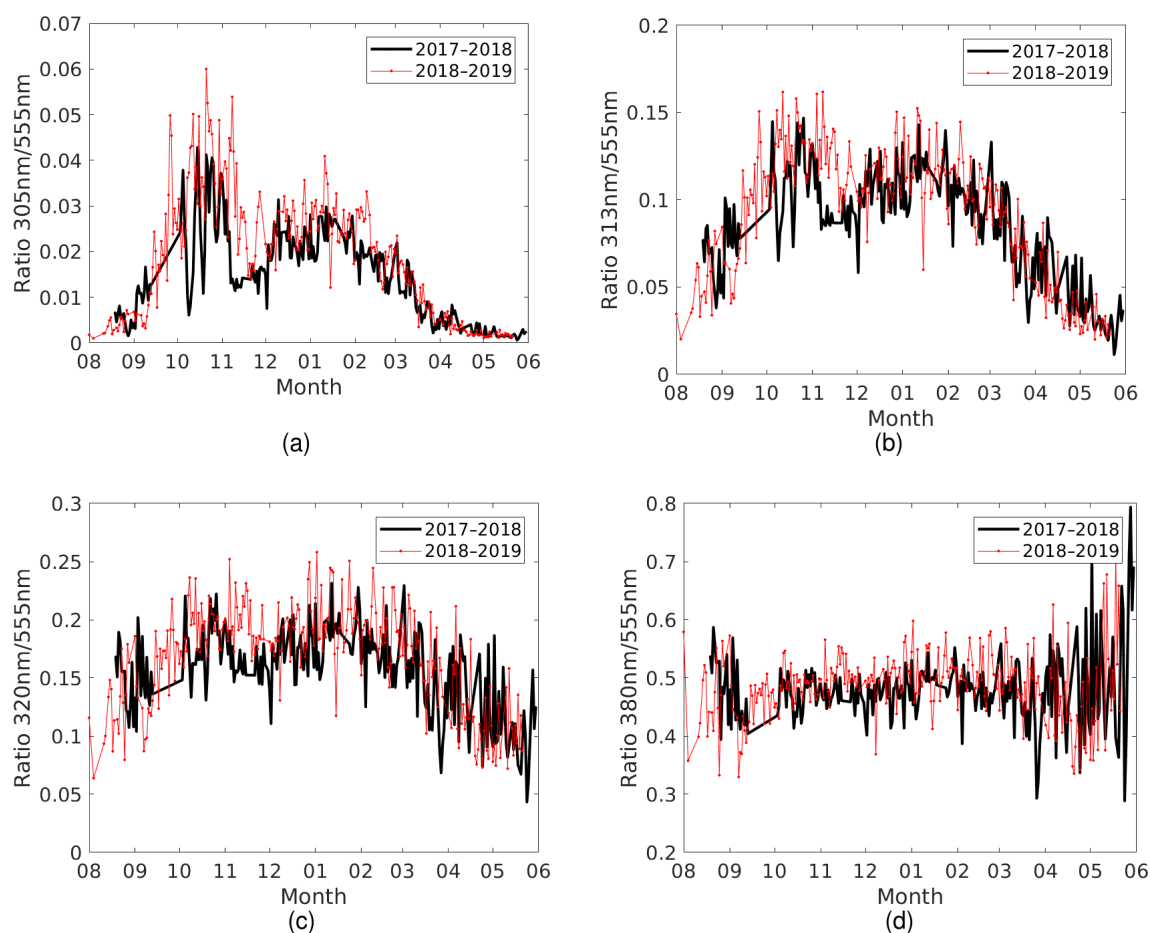 0.07
0.06
0.05
0.04
0.03
0.02
0.01
0
Ratio 305nm/555nm
2017–2018
2018–2019
08 09 10 11 12 01 02 03 04 05 06
Month
(a)
0.2
0.15
0.1
0.05
0
Ratio 313nm/555nm
2017–2018
2018–2019
08 09 10 11 12 01 02 03 04 05 06
Month
(b)
0.3
0.25
0.2
0.15
0.1
0.05
0
Ratio 320nm/555nm
2017–2018
2018–2019
08 09 10 11 12 01 02 03 04 05 06
Month
(c)
0.8
0.7
0.6
0.5
0.4
0.3
0.2
Ratio 380nm/555nm
2017–2018
2018–2019
08 09 10 11 12 01 02 03 04 05 06
Month
(d)